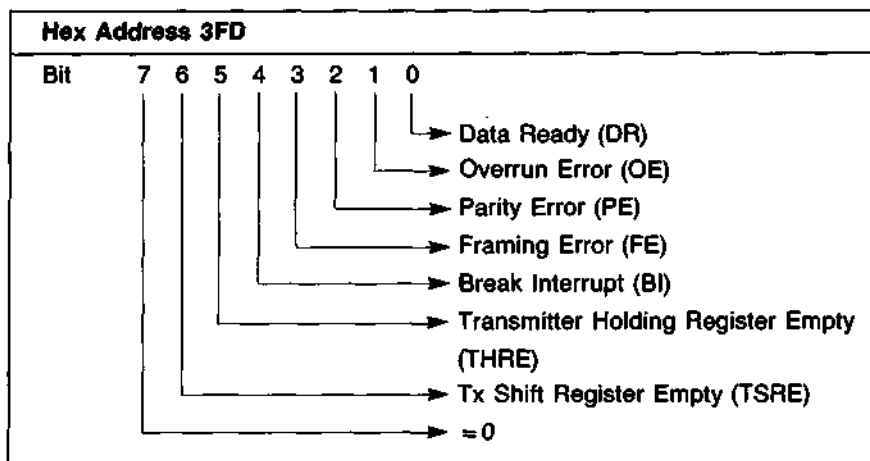 Hex Address 3FD
Bit 7 6 5 4 3 2 1 0
Data Ready (DR)
Overrun Error (OE)
Parity Error (PE)
Framing Error (FE)
Break Interrupt (BI)
Transmitter Holding Register Empty
(THRE)
Tx Shift Register Empty (TSRE)
=0